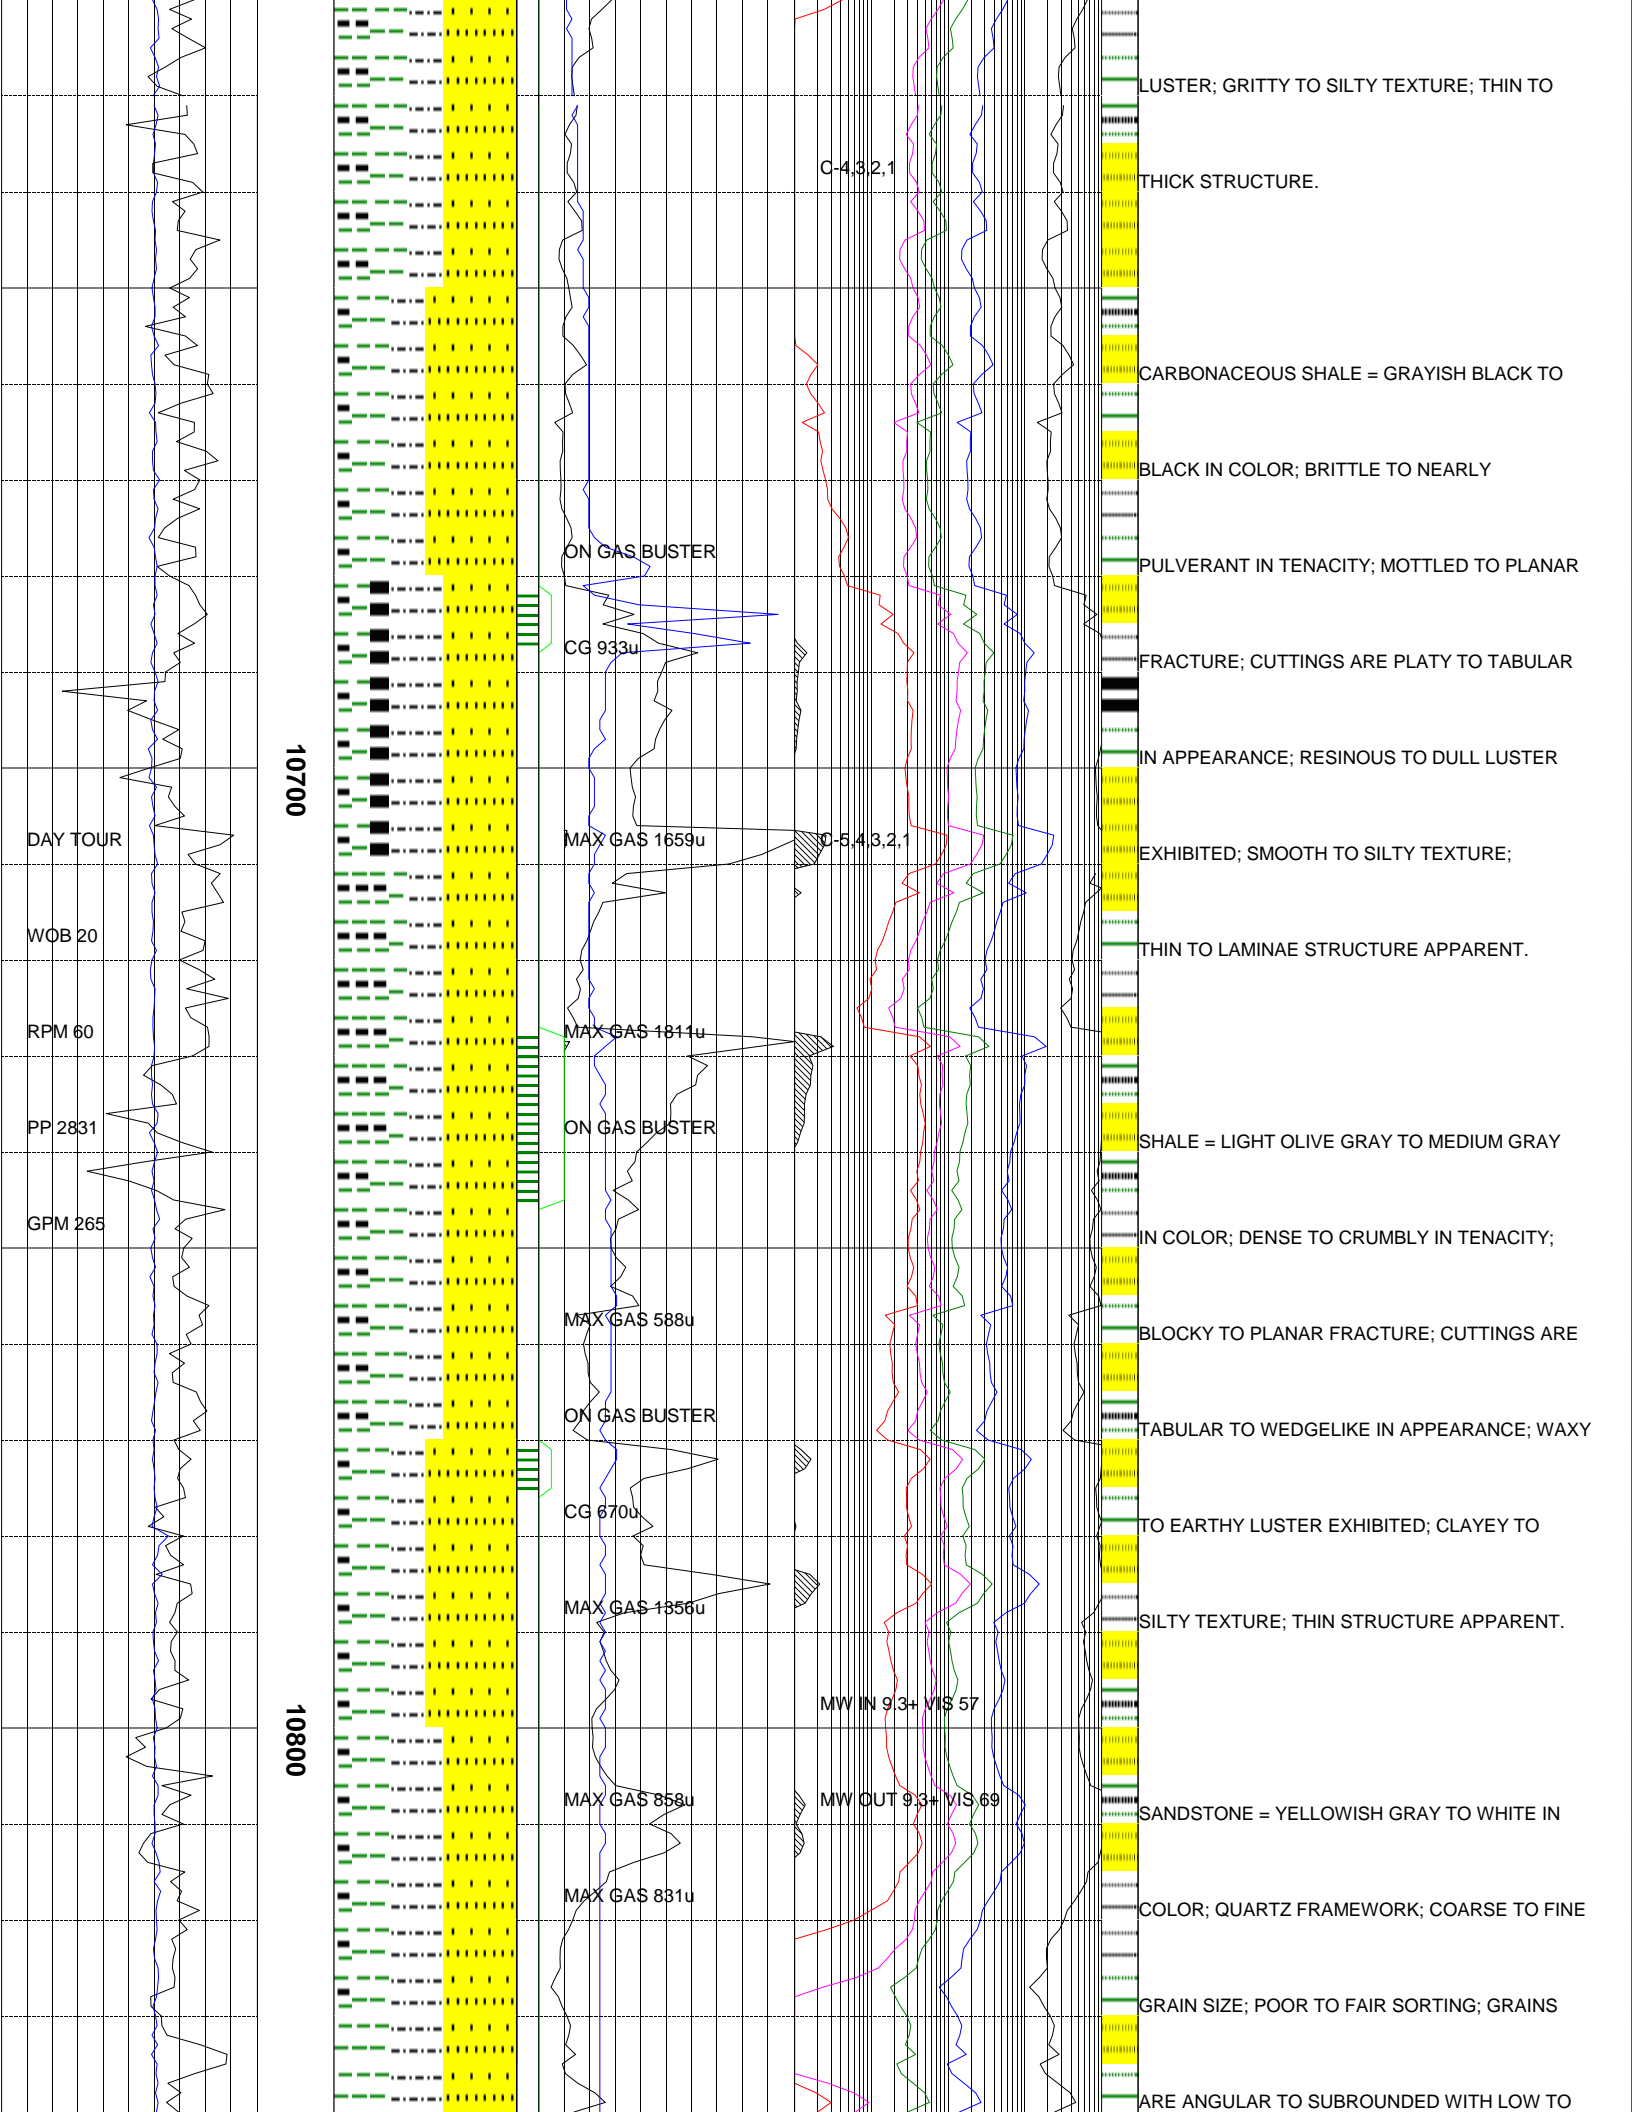 LUSTER; GRITTY TO SILTY TEXTURE; THIN TO
C-4,3,2,1
THICK STRUCTURE.
CARBONACEOUS SHALE = GRAYISH BLACK TO
BLACK IN COLOR; BRITTLE TO NEARLY
ON GAS BUSTER
PULVERANT IN TENACITY; MOTTLED TO PLANAR
CG 933u
FRACTURE; CUTTINGS ARE PLATY TO TABULAR
10700
IN APPEARANCE; RESINOUS TO DULL LUSTER
DAY TOUR
MAX GAS 1659u
C-5,4,3,2,1
EXHIBITED; SMOOTH TO SILTY TEXTURE;
WOB 20
THIN TO LAMINAE STRUCTURE APPARENT.
RPM 60
MAX GAS 1811u
PP 2831
ON GAS BUSTER
SHALE = LIGHT OLIVE GRAY TO MEDIUM GRAY
GPM 265
IN COLOR; DENSE TO CRUMBLY IN TENACITY;
MAX GAS 588u
BLOCKY TO PLANAR FRACTURE; CUTTINGS ARE
ON GAS BUSTER
TABULAR TO WEDGELIKE IN APPEARANCE; WAXY
CG 670u
TO EARTHY LUSTER EXHIBITED; CLAYEY TO
MAX GAS 1356u
SILTY TEXTURE; THIN STRUCTURE APPARENT.
MW IN 9.3+ VIS 57
10800
MAX GAS 858u
MW OUT 9.3+ VIS 69
SANDSTONE = YELLOWISH GRAY TO WHITE IN
MAX GAS 831u
COLOR; QUARTZ FRAMEWORK; COARSE TO FINE
GRAIN SIZE; POOR TO FAIR SORTING; GRAINS
ARE ANGULAR TO SUBROUNDED WITH LOW TO